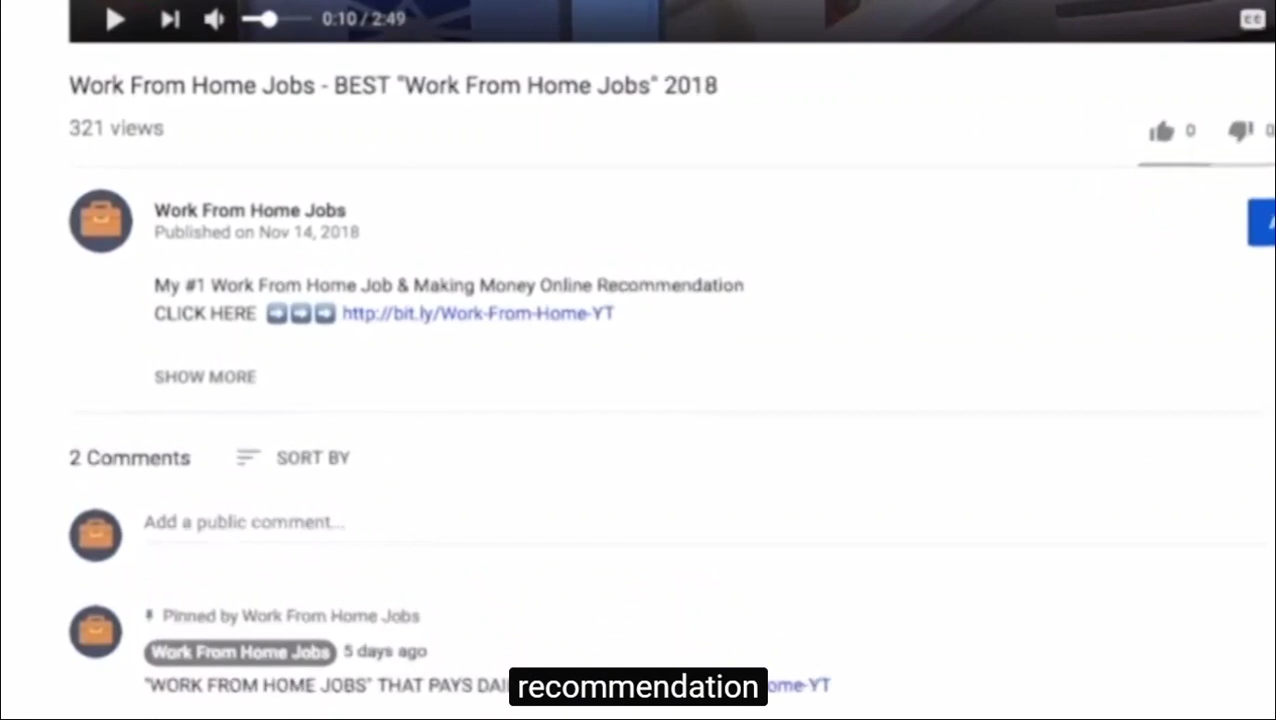 0:10 / 2:49
CC
Work From Home Jobs - BEST "Work From Home Jobs" 2018
321 views
0
Work From Home Jobs
Published on Nov 14, 2018
My #1 Work From Home Job & Making Money Online Recommendation
CLICK HERE ➡️➡️➡️ http://bit.ly/Work-From-Home-YT
SHOW MORE
2 Comments SORT BY
Add a public comment...
Pinned by Work From Home Jobs
Work From Home Jobs 5 days ago
"WORK FROM HOME JOBS" THAT PAYS ome-YT
recommendation